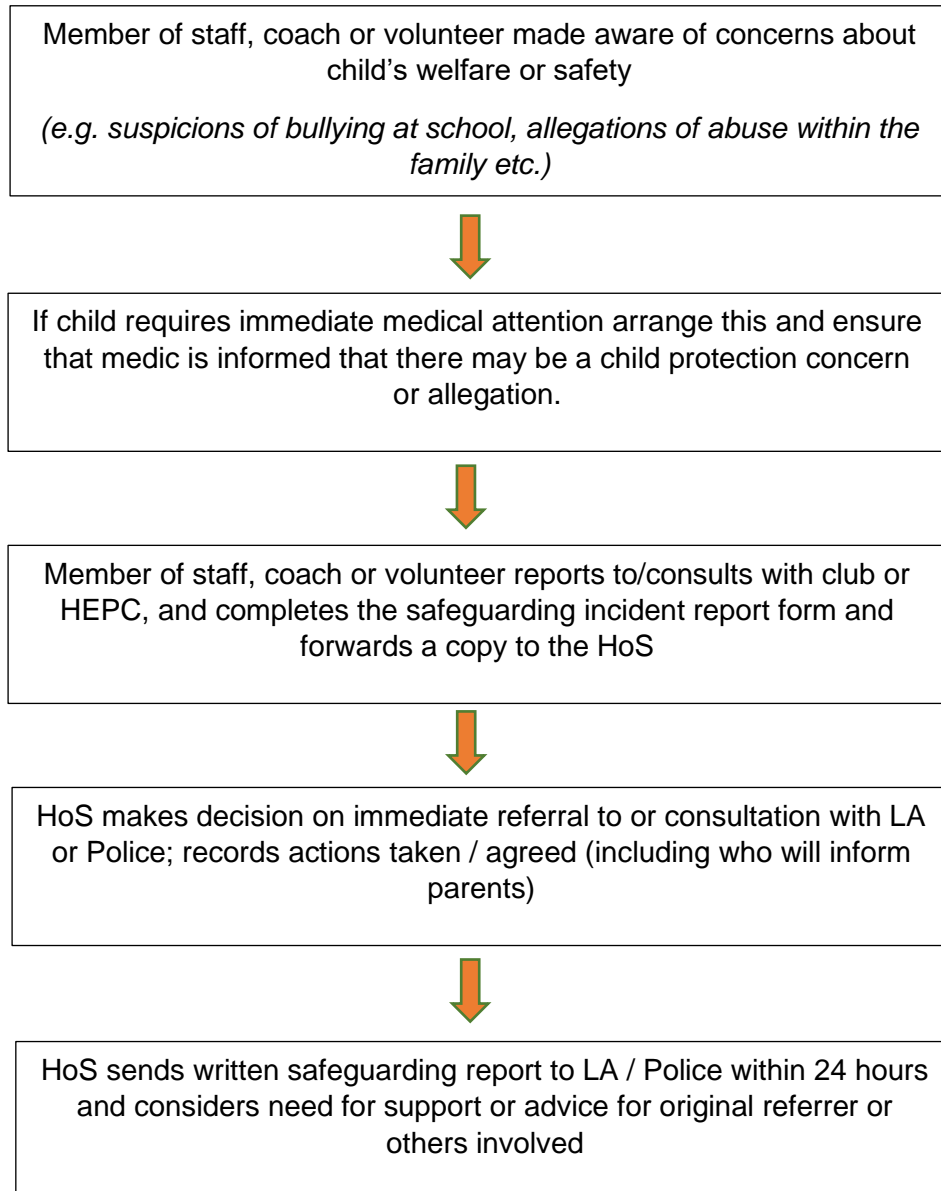 Member of staff, coach or volunteer made aware of concerns about
child’s welfare or safety
(e.g. suspicions of bullying at school, allegations of abuse within the
family etc.)
If child requires immediate medical attention arrange this and ensure
that medic is informed that there may be a child protection concern
or allegation.
Member of staff, coach or volunteer reports to/consults with club or
HEPC, and completes the safeguarding incident report form and
forwards a copy to the HoS
HoS makes decision on immediate referral to or consultation with LA
or Police; records actions taken / agreed (including who will inform
parents)
HoS sends written safeguarding report to LA / Police within 24 hours
and considers need for support or advice for original referrer or
others involved